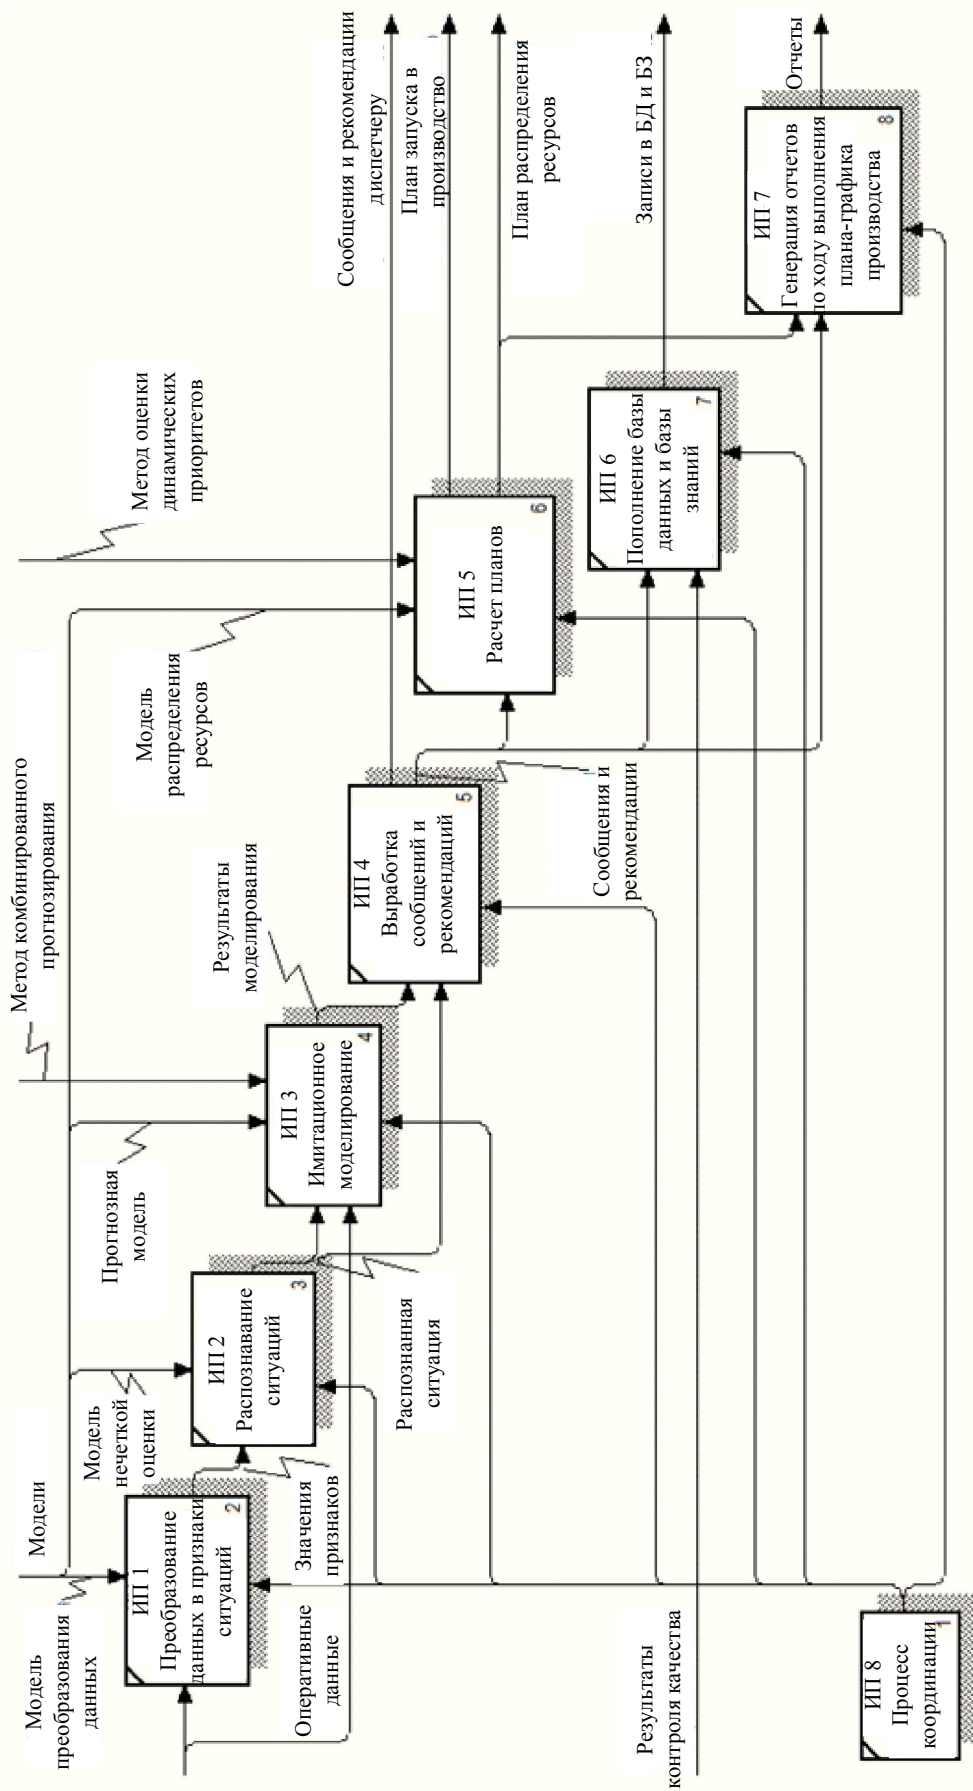 Модели
Модель
преобразования
данных
ИП 1
Преобразование
данных в признаки
ситуаций
2
Оперативные
данные
Значения
признаков
Модель
нечеткой
оценки
ИП 2
Распознавание
ситуаций
3
Распознанная
ситуация
Прогнозная
модель
Метод комбинированного
прогнозирования
ИП 3
Имитационное
моделирование
4
Результаты
моделирования
ИП 4
Выработка
сообщений и
рекомендаций
5
Сообщения и
рекомендации
Модель
распределения
ресурсов
Метод оценки
динамических
приоритетов
ИП 5
Расчет планов
6
ИП 6
Пополнение базы
данных и базы
знаний
7
ИП 7
Генерация отчетов
по ходу выполнения
плана-графика
производства
8
ИП 8
Процесс
координации
1
Результаты
контроля качества
Сообщения и рекомендации
диспетчеру
План запуска в
производство
План распределения
ресурсов
Записи в БД и БЗ
Отчеты